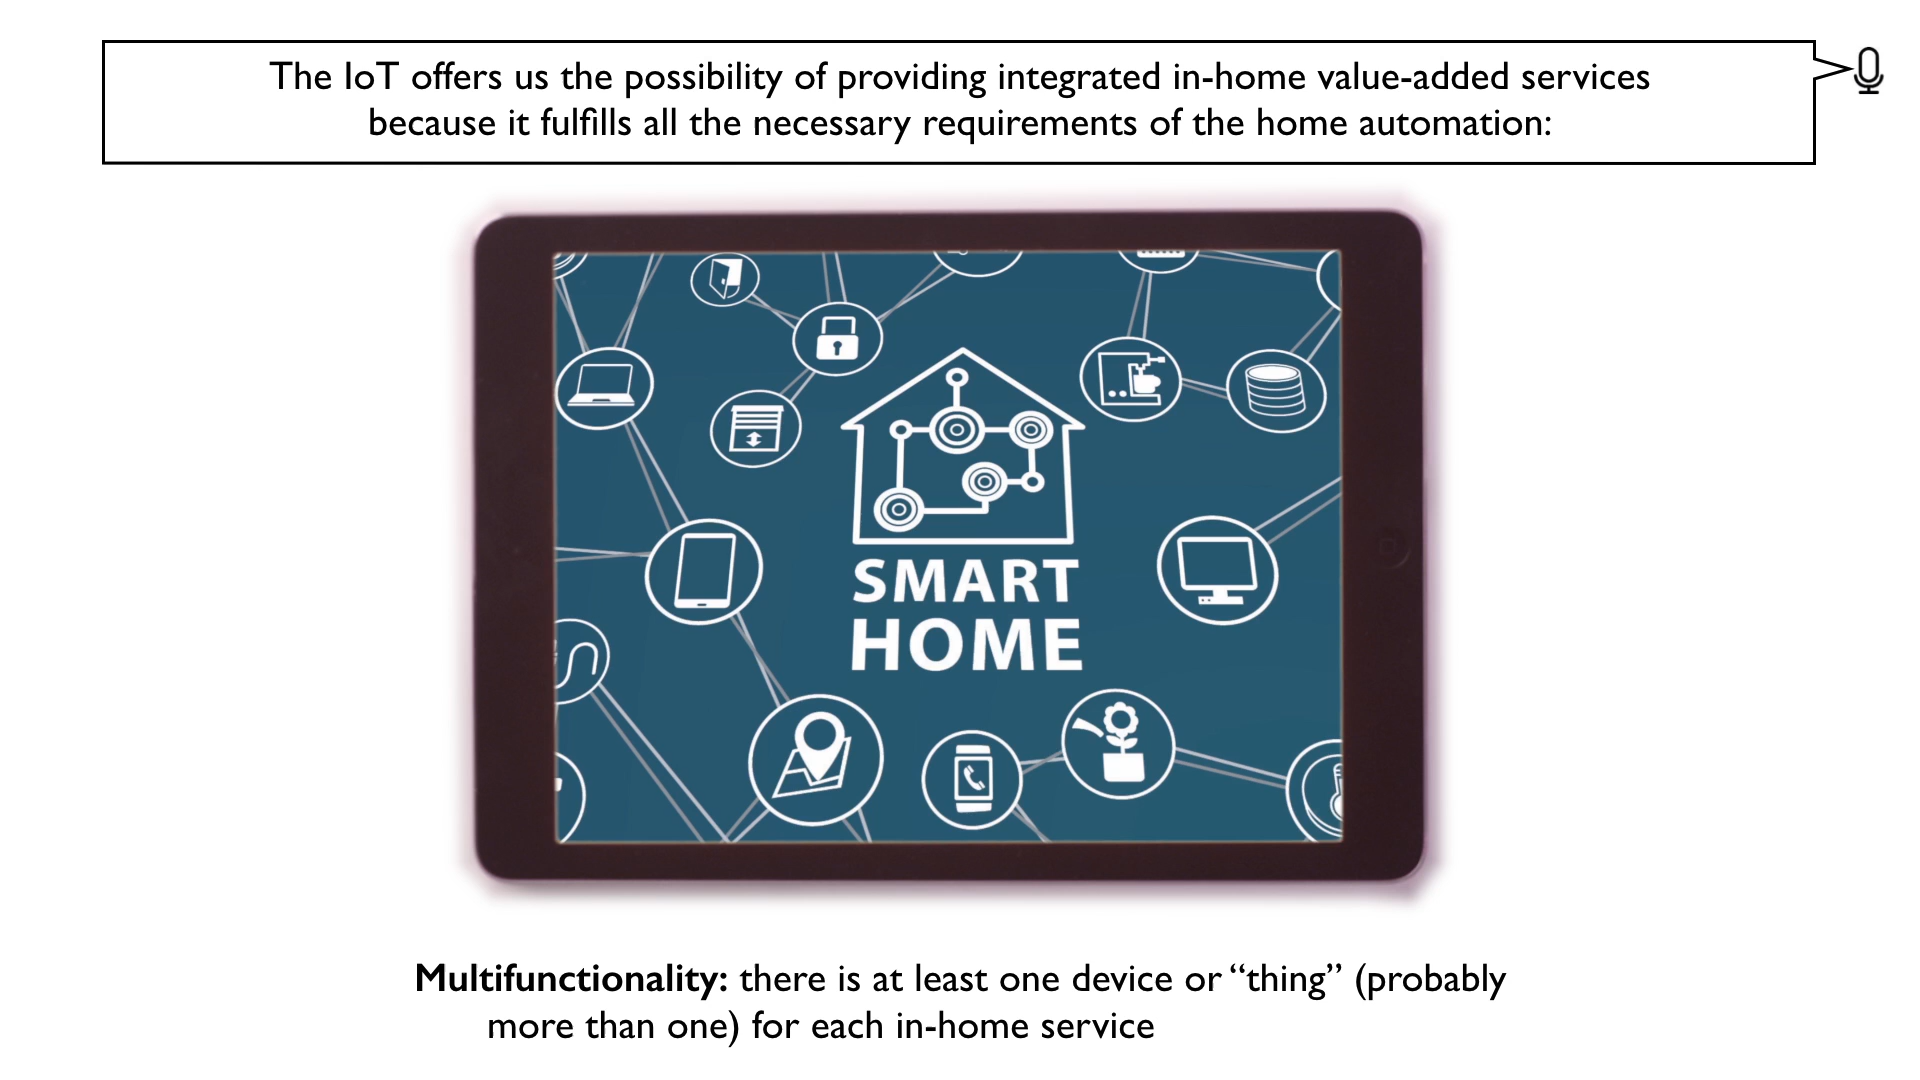 The IoT offers us the possibility of providing integrated in-home value-added services
because it fulfills all the necessary requirements of the home automation:
SMART
HOME
Multifunctionality: there is at least one device or “thing” (probably
more than one) for each in-home service